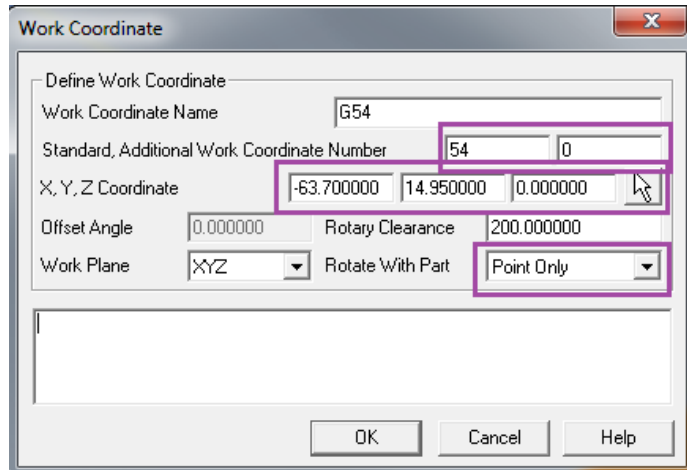 Work Coordinate
Define Work Coordinate
Work Coordinate Name G54
Standard, Additional Work Coordinate Number 54 0
X, Y, Z Coordinate -63.700000 14.950000 0.000000
Offset Angle 0.000000 Rotary Clearance 200.000000
Work Plane XYZ Rotate With Part Point Only
OK Cancel Help